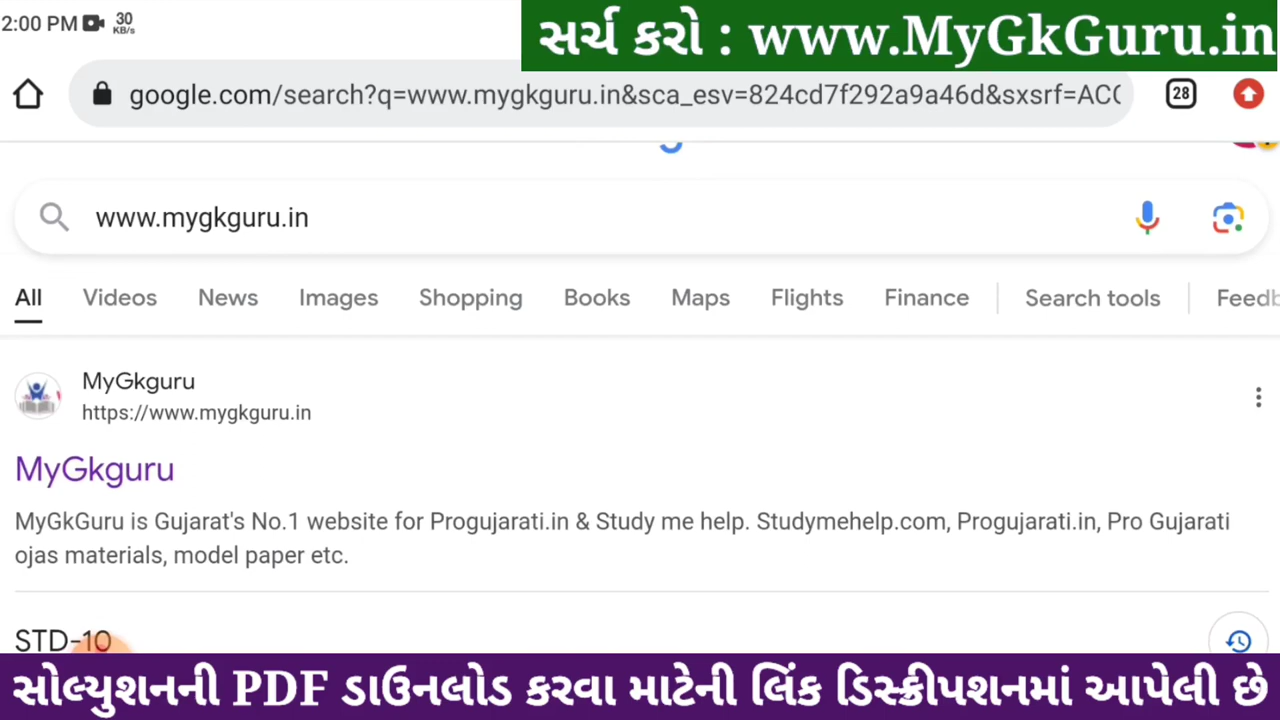 2:00 PM 30 KB/s
સર્ચ કરો : www.MyGkGuru.in
google.com/search?q=www.mygkguru.in&sca_esv=824cd7f292a9a46d&sxsrf=ACC
28
www.mygkguru.in
All Videos News Images Shopping Books Maps Flights Finance Search tools Feedb
MyGkguru
https://www.mygkguru.in
MyGkguru
MyGkGuru is Gujarat's No.1 website for Progujarati.in & Study me help. Studymehelp.com, Progujarati.in, Pro Gujarati
ojas materials, model paper etc.
STD-10
સોલ્યુશનની PDF ડાઉનલોડ કરવા માટેની લિંક ડિસ્ક્રીપશનમાં આપેલી છે